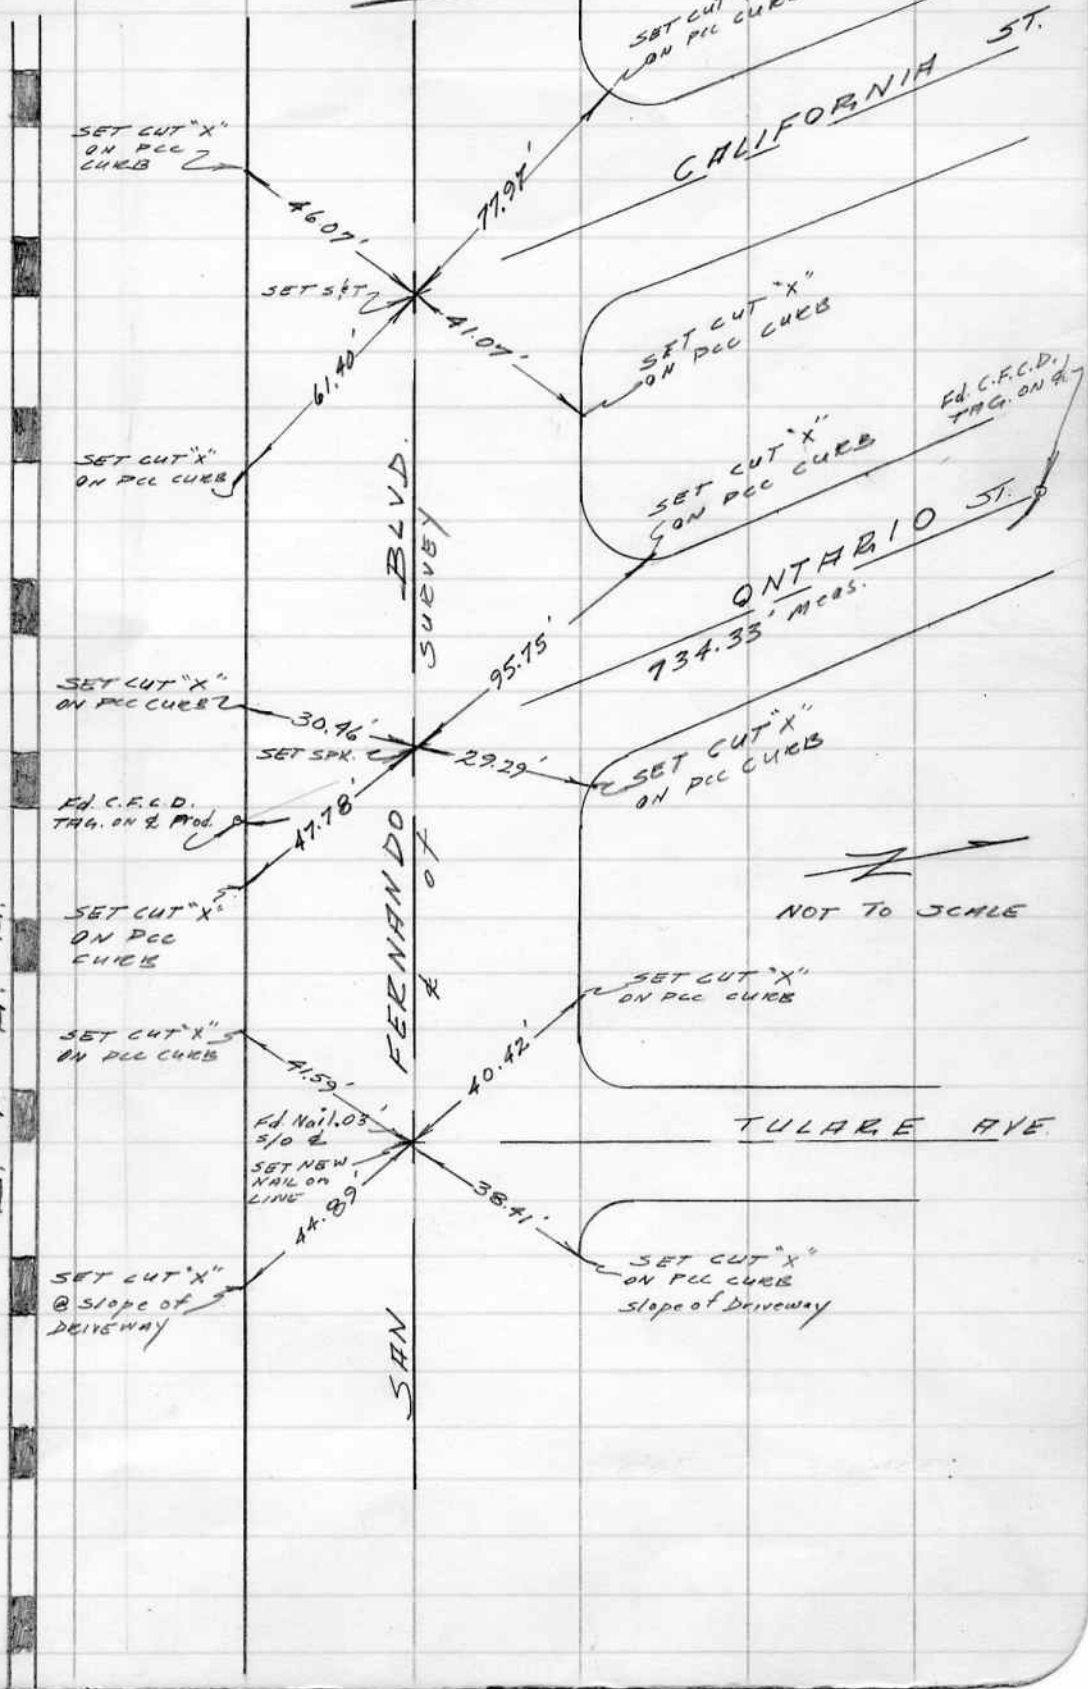 SET CUT
ON PCC CURB
CALIFORNIA ST.
SET CUT "X"
ON PCC
CURB
77.97'
46.07'
SET S&T
41.07'
SET CUT "X"
ON PCC CURB
61.40'
Fd. C.F.C.D.
TAG. ON ℄
SET CUT "X"
ON PCC CURB
SET CUT "X"
ON PCC CURB
BLVD.
SURVEY
ONTARIO ST.
734.33' Meas.
95.75'
SET CUT "X"
ON PCC CURB
30.46'
SET SPK.
29.29'
SET CUT "X"
ON PCC CURB
Fd. C.F.C.D.
TAG. ON ℄ Prod.
47.78'
FERNANDO
℄ of
NOT TO SCALE
SET CUT "X"
ON PCC
CURB
SET CUT "X"
ON PCC CURB
SET CUT "X"
ON PCC CURB
41.59'
40.42'
Fd. Nail .03'
S/O ℄
SET NEW
NAIL ON
LINE
TULARE AVE.
44.89'
38.41'
SET CUT "X"
@ Slope of
DRIVEWAY
SET CUT "X"
ON PCC CURB
Slope of Driveway
SAN